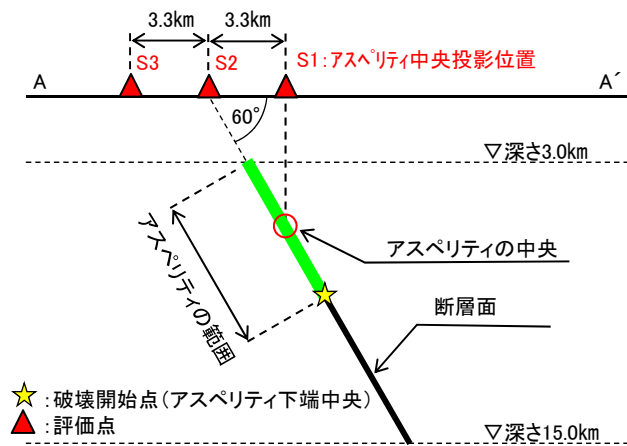 3.3km
3.3km
S3
S2
S1:アスペリティ中央投影位置
A
A´
60°
▽深さ3.0km
アスペリティの範囲
アスペリティの中央
断層面
:破壊開始点(アスペリティ下端中央)
:評価点
▽深さ15.0km